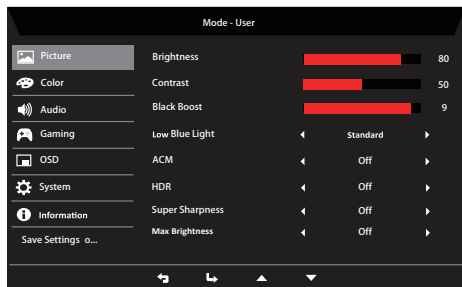 Mode - User
Picture
Color
Audio
Gaming
OSD
System
Information
Save Settings o...
Brightness 80
Contrast 50
Black Boost 9
Low Blue Light Standard
ACM Off
HDR Off
Super Sharpness Off
Max Brightness Off